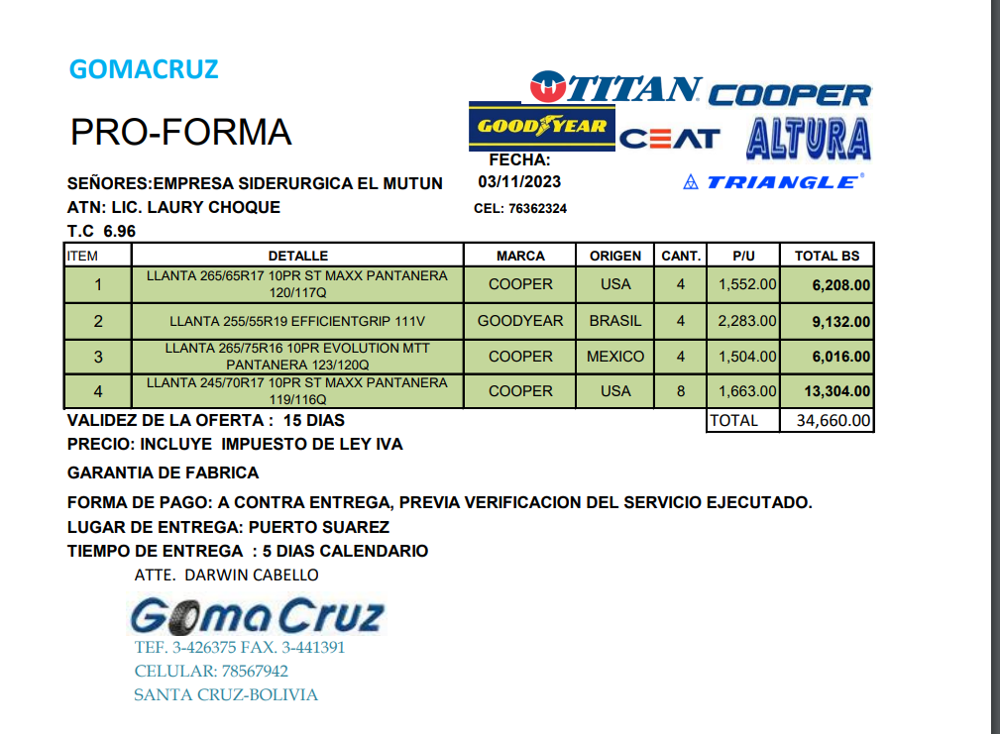 GOMACRUZ
TITAN COOPER
PRO-FORMA
GOODYEAR CEAT ALTURA
FECHA:
SEÑORES:EMPRESA SIDERURGICA EL MUTUN 03/11/2023 TRIANGLE
ATN: LIC. LAURY CHOQUE CEL: 76362324
T.C 6.96
ITEM DETALLE MARCA ORIGEN CANT. P/U TOTAL BS
1 LLANTA 265/65R17 10PR ST MAXX PANTANERA
120/117Q COOPER USA 4 1,552.00 6,208.00
2 LLANTA 255/55R19 EFFICIENTGRIP 111V GOODYEAR BRASIL 4 2,283.00 9,132.00
3 LLANTA 265/75R16 10PR EVOLUTION MTT
PANTANERA 123/120Q COOPER MEXICO 4 1,504.00 6,016.00
4 LLANTA 245/70R17 10PR ST MAXX PANTANERA
119/116Q COOPER USA 8 1,663.00 13,304.00
VALIDEZ DE LA OFERTA : 15 DIAS TOTAL 34,660.00
PRECIO: INCLUYE IMPUESTO DE LEY IVA
GARANTIA DE FABRICA
FORMA DE PAGO: A CONTRA ENTREGA, PREVIA VERIFICACION DEL SERVICIO EJECUTADO.
LUGAR DE ENTREGA: PUERTO SUAREZ
TIEMPO DE ENTREGA : 5 DIAS CALENDARIO
ATTE. DARWIN CABELLO
Goma Cruz
TEF. 3-426375 FAX. 3-441391
CELULAR: 78567942
SANTA CRUZ-BOLIVIA